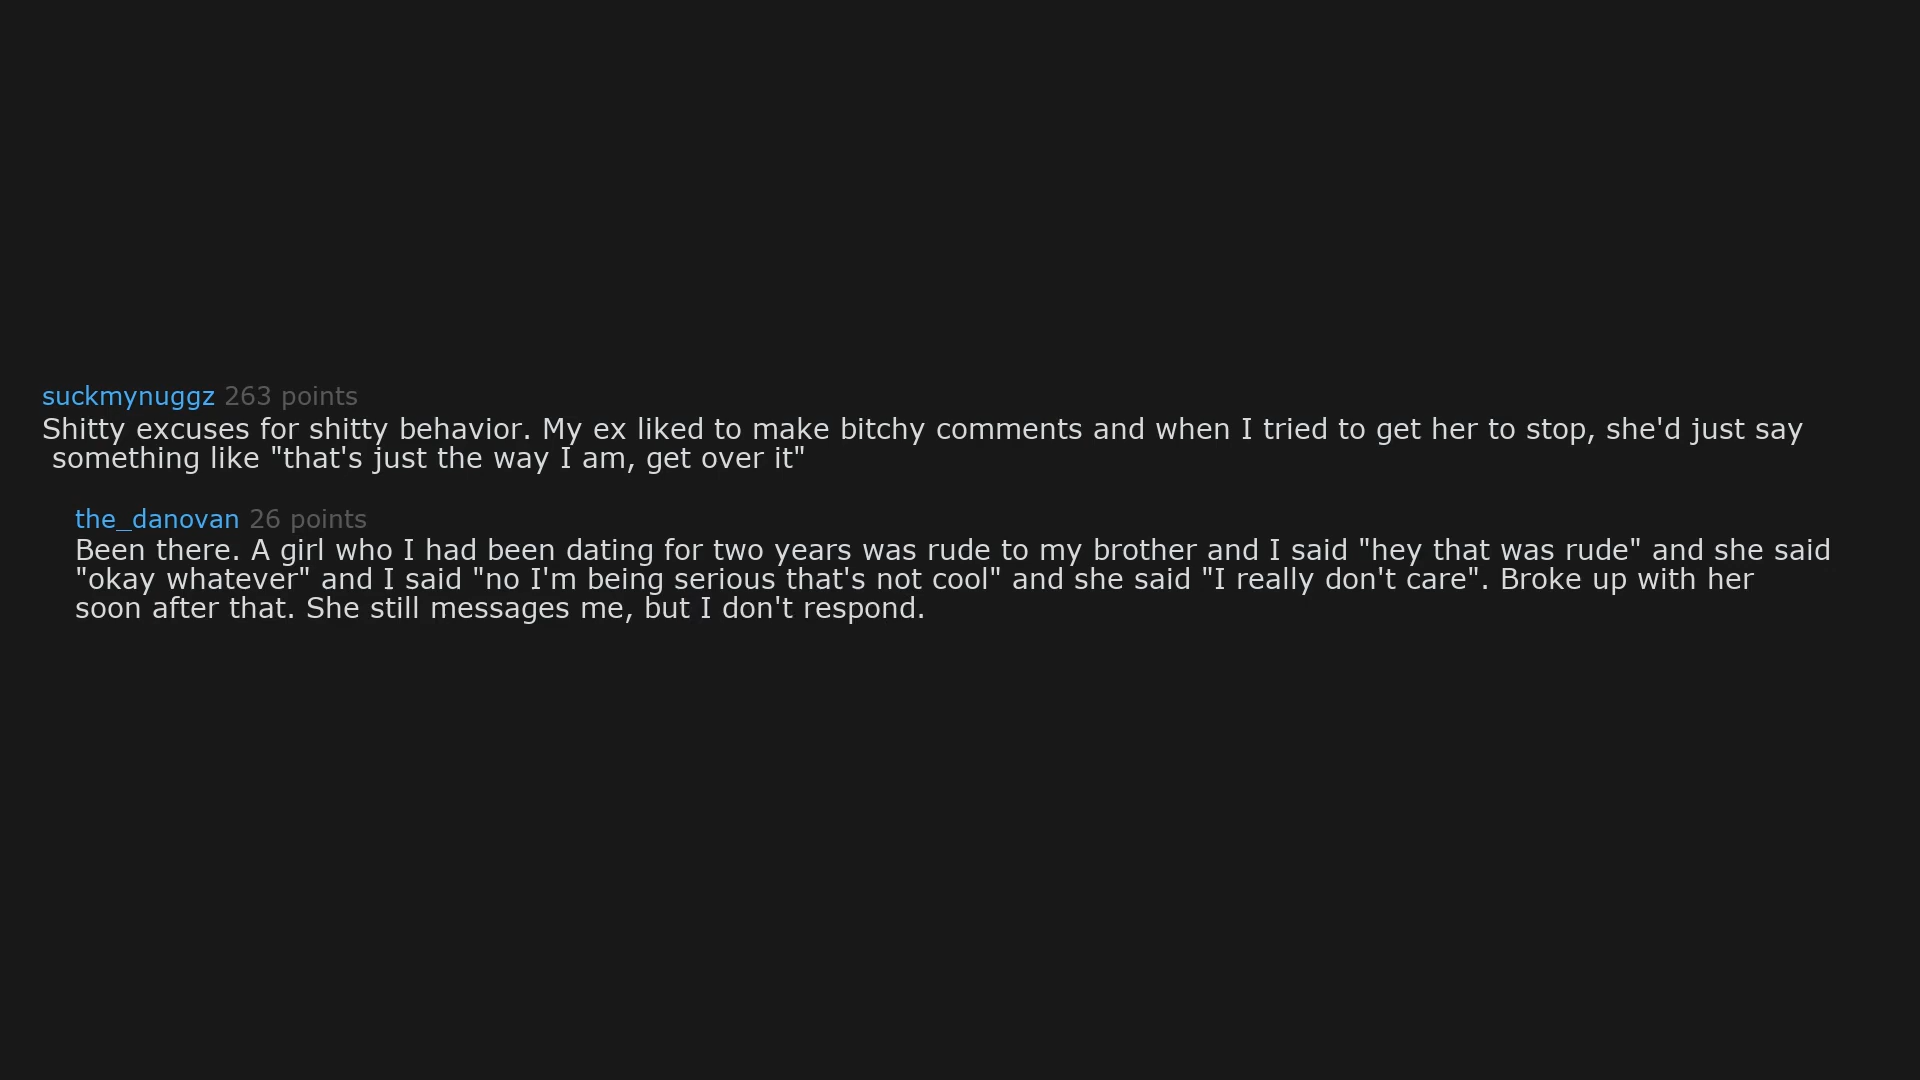 suckmynuggz 263 points
Shitty excuses for shitty behavior. My ex liked to make bitchy comments and when I tried to get her to stop, she'd just say
something like "that's just the way I am, get over it"
the_danovan 26 points
Been there. A girl who I had been dating for two years was rude to my brother and I said "hey that was rude" and she said
"okay whatever" and I said "no I'm being serious that's not cool" and she said "I really don't care". Broke up with her
soon after that. She still messages me, but I don't respond.